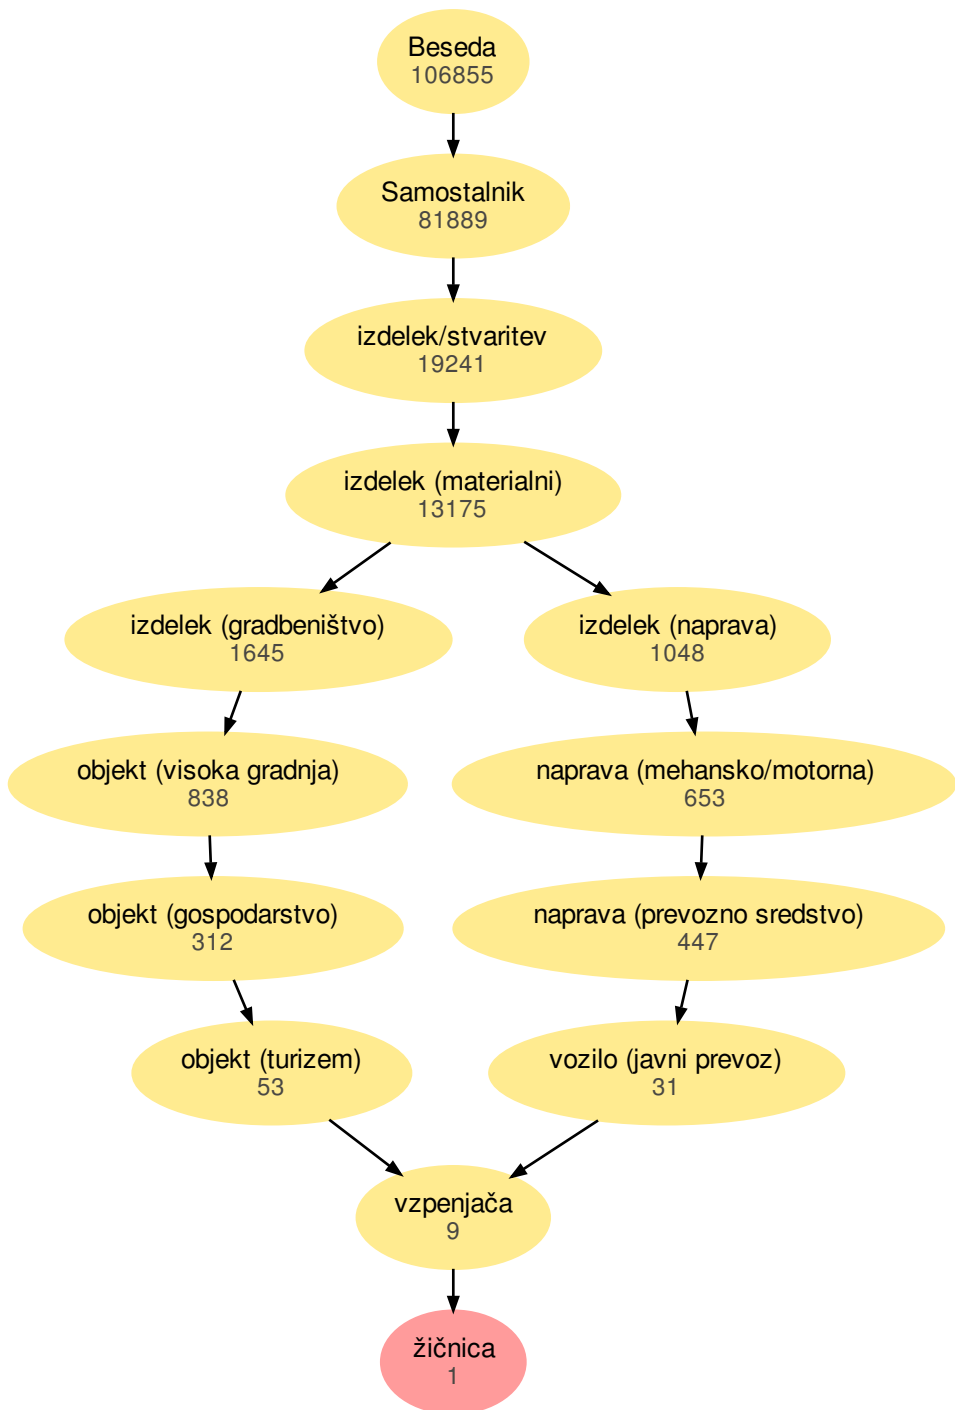 Beseda
106855
Samostalnik
81889
izdelek/stvaritev
19241
izdelek (materialni)
13175
izdelek (gradbeništvo)
1645
izdelek (naprava)
1048
objekt (visoka gradnja)
838
naprava (mehansko/motorna)
653
objekt (gospodarstvo)
312
naprava (prevozno sredstvo)
447
objekt (turizem)
53
vozilo (javni prevoz)
31
vzpenjača
9
žičnica
1